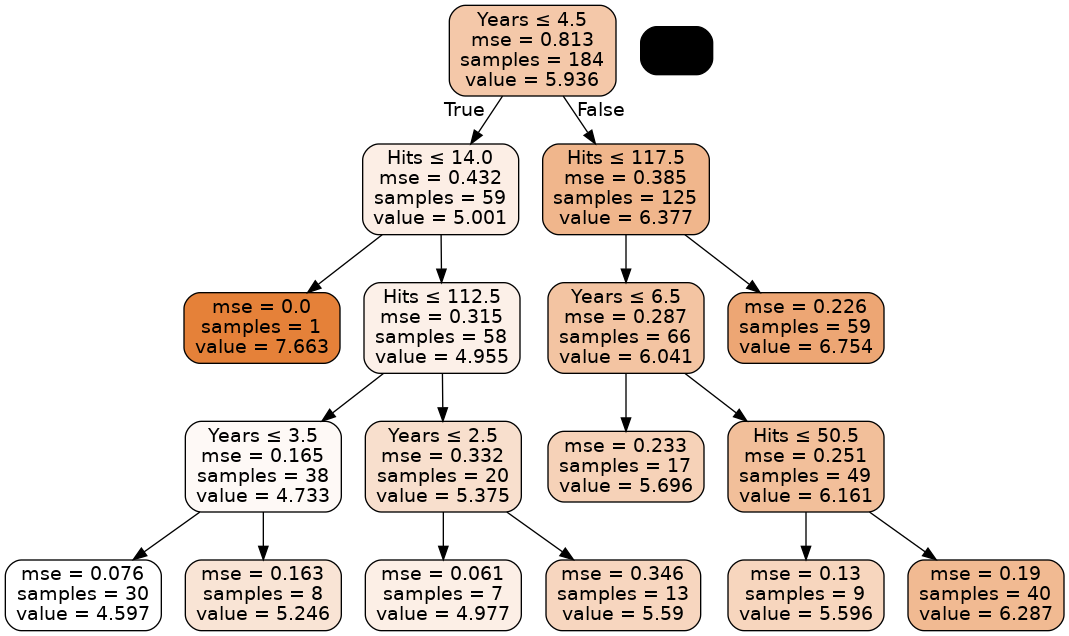 Years ≤ 4.5
mse = 0.813
samples = 184
value = 5.936
True
False
Hits ≤ 14.0
mse = 0.432
samples = 59
value = 5.001
Hits ≤ 117.5
mse = 0.385
samples = 125
value = 6.377
mse = 0.0
samples = 1
value = 7.663
Hits ≤ 112.5
mse = 0.315
samples = 58
value = 4.955
Years ≤ 6.5
mse = 0.287
samples = 66
value = 6.041
mse = 0.226
samples = 59
value = 6.754
Years ≤ 3.5
mse = 0.165
samples = 38
value = 4.733
Years ≤ 2.5
mse = 0.332
samples = 20
value = 5.375
mse = 0.233
samples = 17
value = 5.696
Hits ≤ 50.5
mse = 0.251
samples = 49
value = 6.161
mse = 0.076
samples = 30
value = 4.597
mse = 0.163
samples = 8
value = 5.246
mse = 0.061
samples = 7
value = 4.977
mse = 0.346
samples = 13
value = 5.59
mse = 0.13
samples = 9
value = 5.596
mse = 0.19
samples = 40
value = 6.287